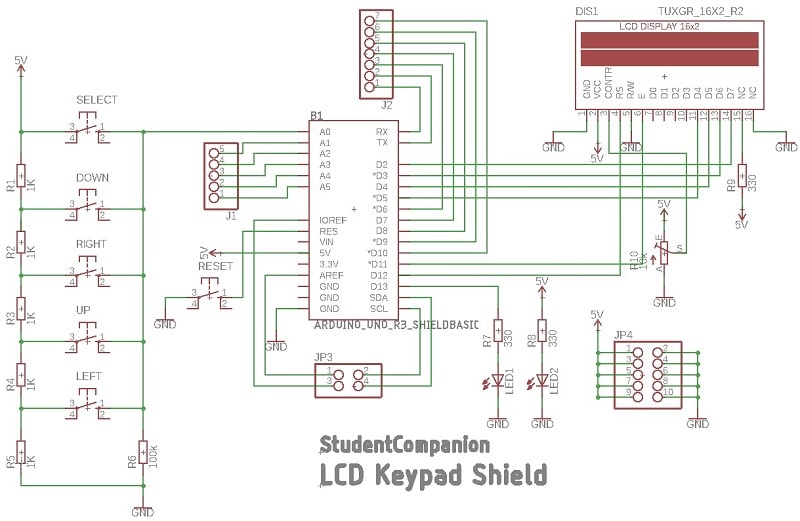 DIS1 TUXGR_16X2_R2
LCD DISPLAY 16x2
GND VCC CONTR RS R/W E D0 D1 D2 D3 D4 D5 D6 D7 NC NC
1 2 3 4 5 6 7 8 9 10 11 12 13 14 15 16
GND 5V GND GND
7
6
5
4
3
2
1
J2
5V
SELECT
3 1
4 2
R1 1K
DOWN
3 1
4 2
R2 1K
RIGHT
3 1
4 2
R3 1K
UP
3 1
4 2
R4 1K
LEFT
3 1
4 2
R5 1K
R6 100k
GND
5
4
3
2
1
J1
B1
A0 RX
A1 TX
A2
A3 D2
A4 *D3
A5 D4
*D5
*D6
IOREF D7
RES D8
VIN *D9
5V *D10
3.3V *D11
AREF D12
GND D13
GND SDA
GND SCL
ARDUINO_UNO_R3_SHIELDBASIC
5V
RESET
3 1
4 2
GND
GND
JP3
1 2
3 4
R7 330
LED1
GND
5V
R8 330
LED2
GND
R9 330
5V
5V
R10 10k
E
S
A
GND
5V
JP4
1 2
3 4
5 6
7 8
9 10
GND
StudentCompanion
LCD Keypad Shield